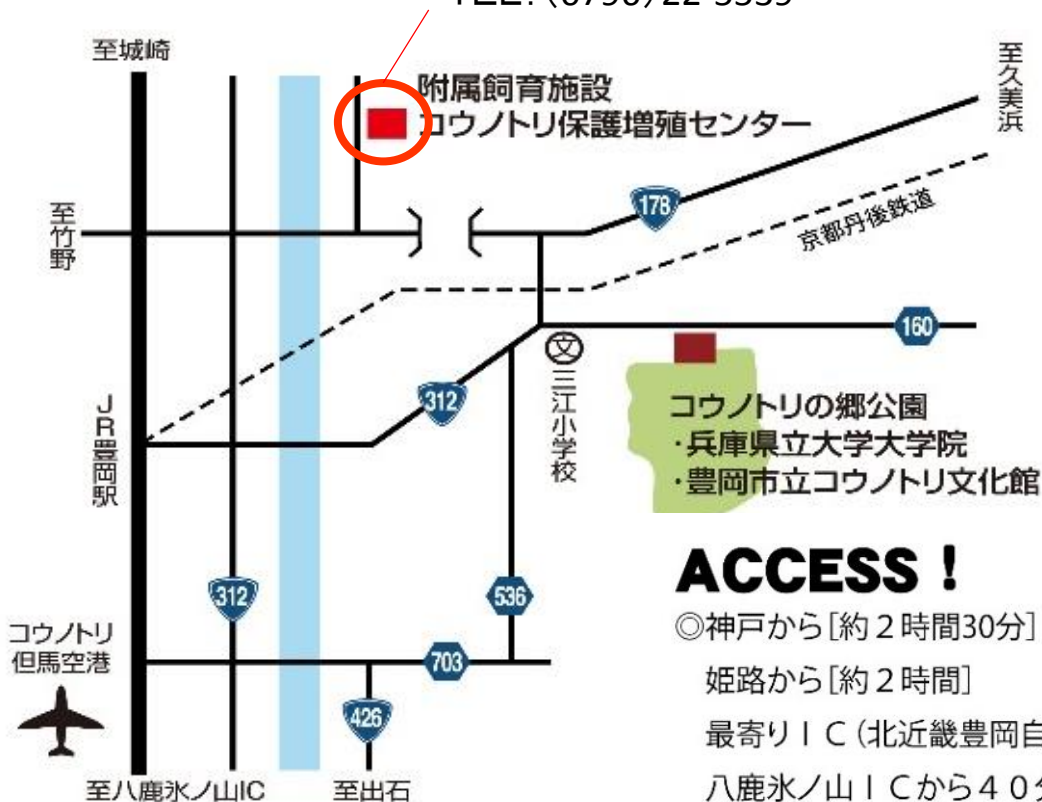 TEL:(0796)22-5539
至城崎
至久美浜
附属飼育施設
コウノトリ保護増殖センター
178
至竹野
京都丹後鉄道
160
文
三江小学校
312
JR豊岡駅
コウノトリの郷公園
・兵庫県立大学大学院
・豊岡市立コウノトリ文化館
ACCESS!
312
536
◎神戸から[約2時間30分]
コウノトリ
但馬空港
703
姫路から[約2時間]
426
最寄りIC(北近畿豊岡自
八鹿氷ノ山ICから40分
至八鹿氷ノ山IC
至出石